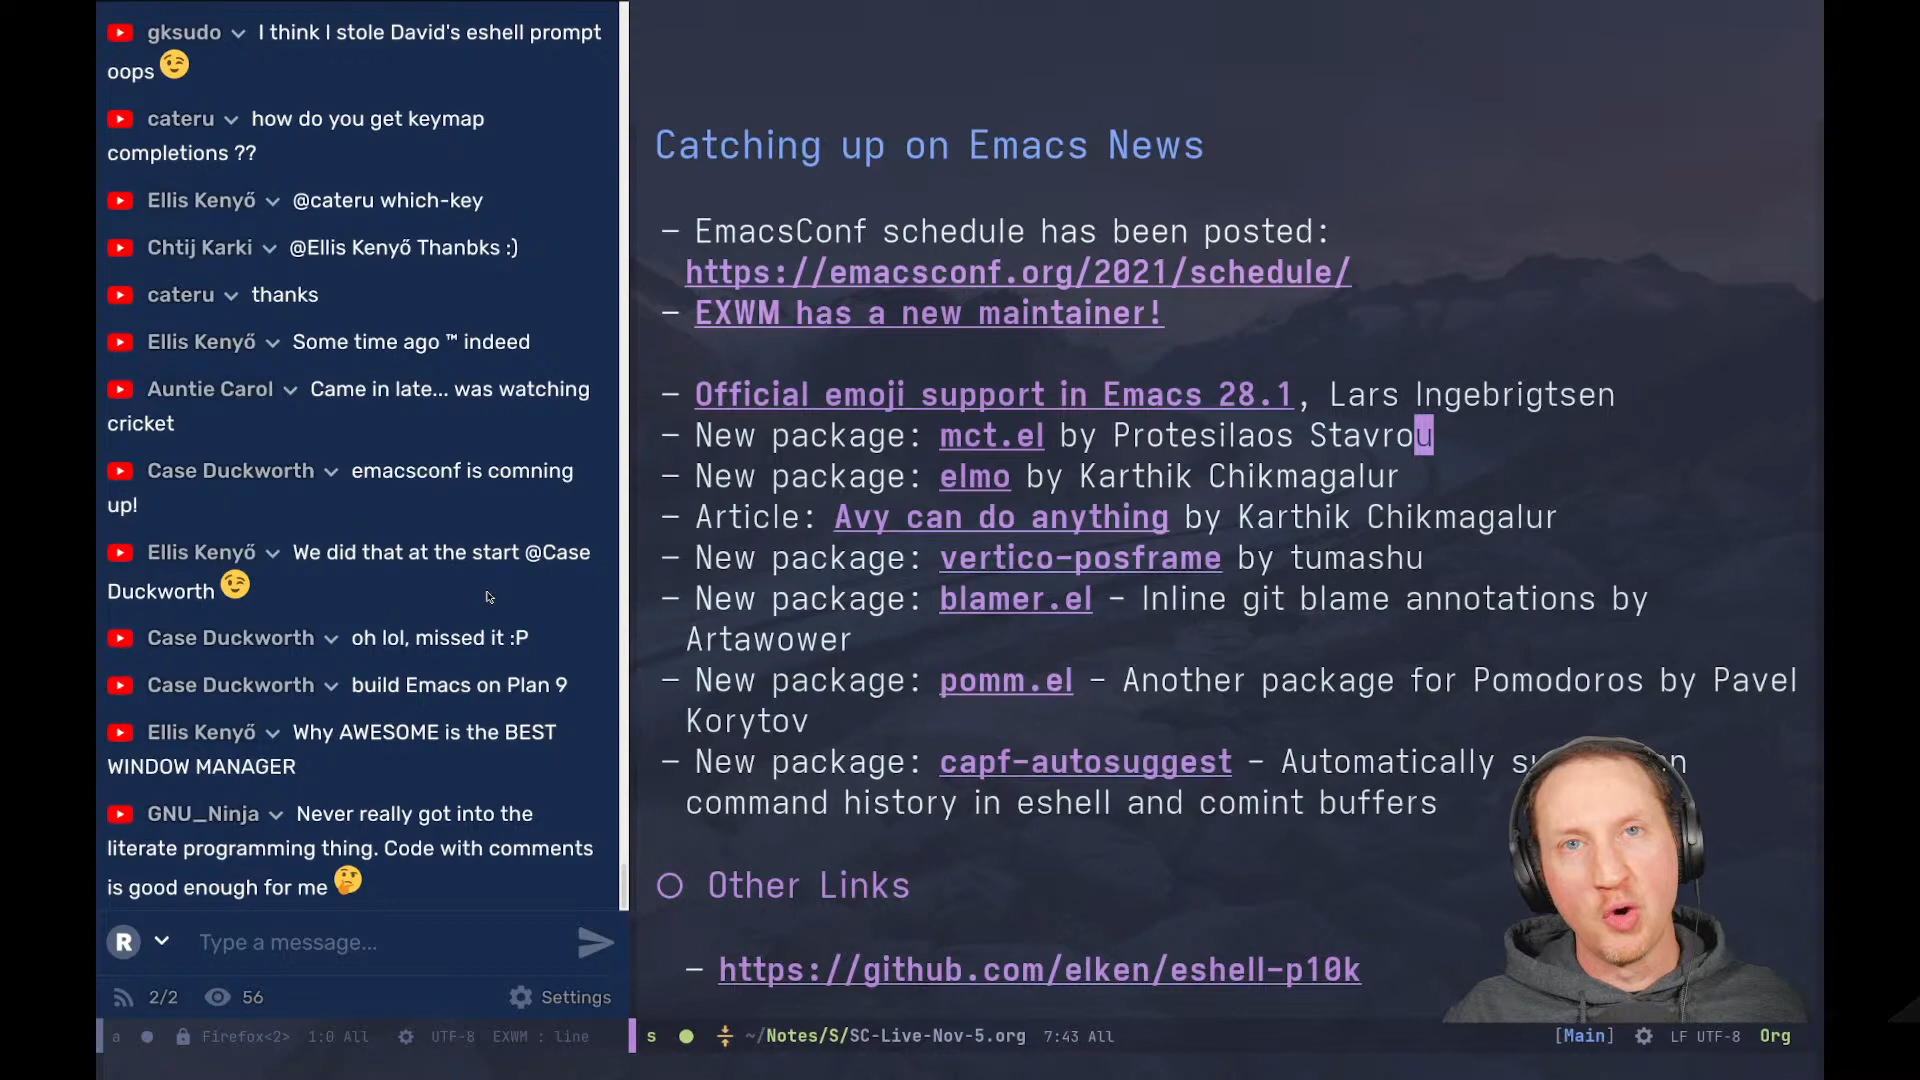 gksudo I think I stole David's eshell prompt
oops
cateru how do you get keymap
completions ??
Ellis Kenyő @cateru which-key
Chtij Karki @Ellis Kenyő Thanbks :)
cateru thanks
Ellis Kenyő Some time ago ™ indeed
Auntie Carol Came in late... was watching
cricket
Case Duckworth emacsconf is comning
up!
Ellis Kenyő We did that at the start @Case
Duckworth
Case Duckworth oh lol, missed it :P
Case Duckworth build Emacs on Plan 9
Ellis Kenyő Why AWESOME is the BEST
WINDOW MANAGER
GNU_Ninja Never really got into the
literate programming thing. Code with comments
is good enough for me
R Type a message...
2/2 56 Settings
a Firefox<2> 1:0 All UTF-8 EXWM : line
Catching up on Emacs News
- EmacsConf schedule has been posted:
https://emacsconf.org/2021/schedule/
- EXWM has a new maintainer!
- Official emoji support in Emacs 28.1, Lars Ingebrigtsen
- New package: mct.el by Protesilaos Stavrou
- New package: elmo by Karthik Chikmagalur
- Article: Avy can do anything by Karthik Chikmagalur
- New package: vertico-posframe by tumashu
- New package: blamer.el - Inline git blame annotations by
Artawower
- New package: pomm.el - Another package for Pomodoros by Pavel
Korytov
- New package: capf-autosuggest - Automatically
command history in eshell and comint buffers
Other Links
- https://github.com/elken/eshell-p10k
s ~/Notes/S/SC-Live-Nov-5.org 7:43 All [Main] LF UTF-8 Org